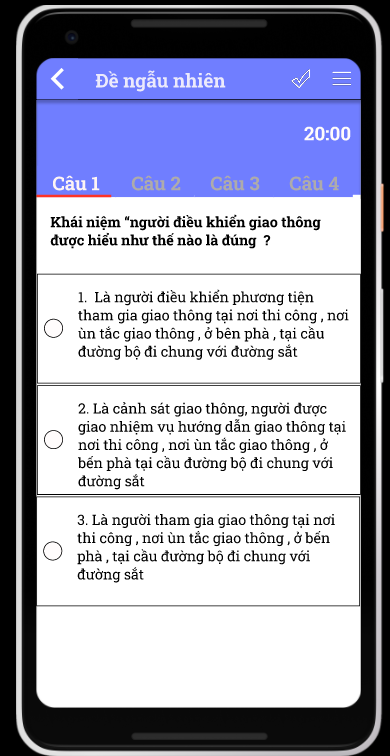 Đề ngẫu nhiên
20:00
Câu 1 Câu 2 Câu 3 Câu 4
Khái niệm “người điều khiển giao thông
được hiểu như thế nào là đúng ?
1. Là người điều khiển phương tiện
tham gia giao thông tại nơi thi công , nơi
ùn tắc giao thông , ở bên phà , tại cầu
đường bộ đi chung với đường sắt
2. Là cảnh sát giao thông, người được
giao nhiệm vụ hướng dẫn giao thông tại
nơi thi công , nơi ùn tắc giao thông , ở
bến phà tại cầu đường bộ đi chung với
đường sắt
3. Là người tham gia giao thông tại nơi
thi công , nơi ùn tắc giao thông , ở bến
phà , tại cầu đường bộ đi chung với
đường sắt